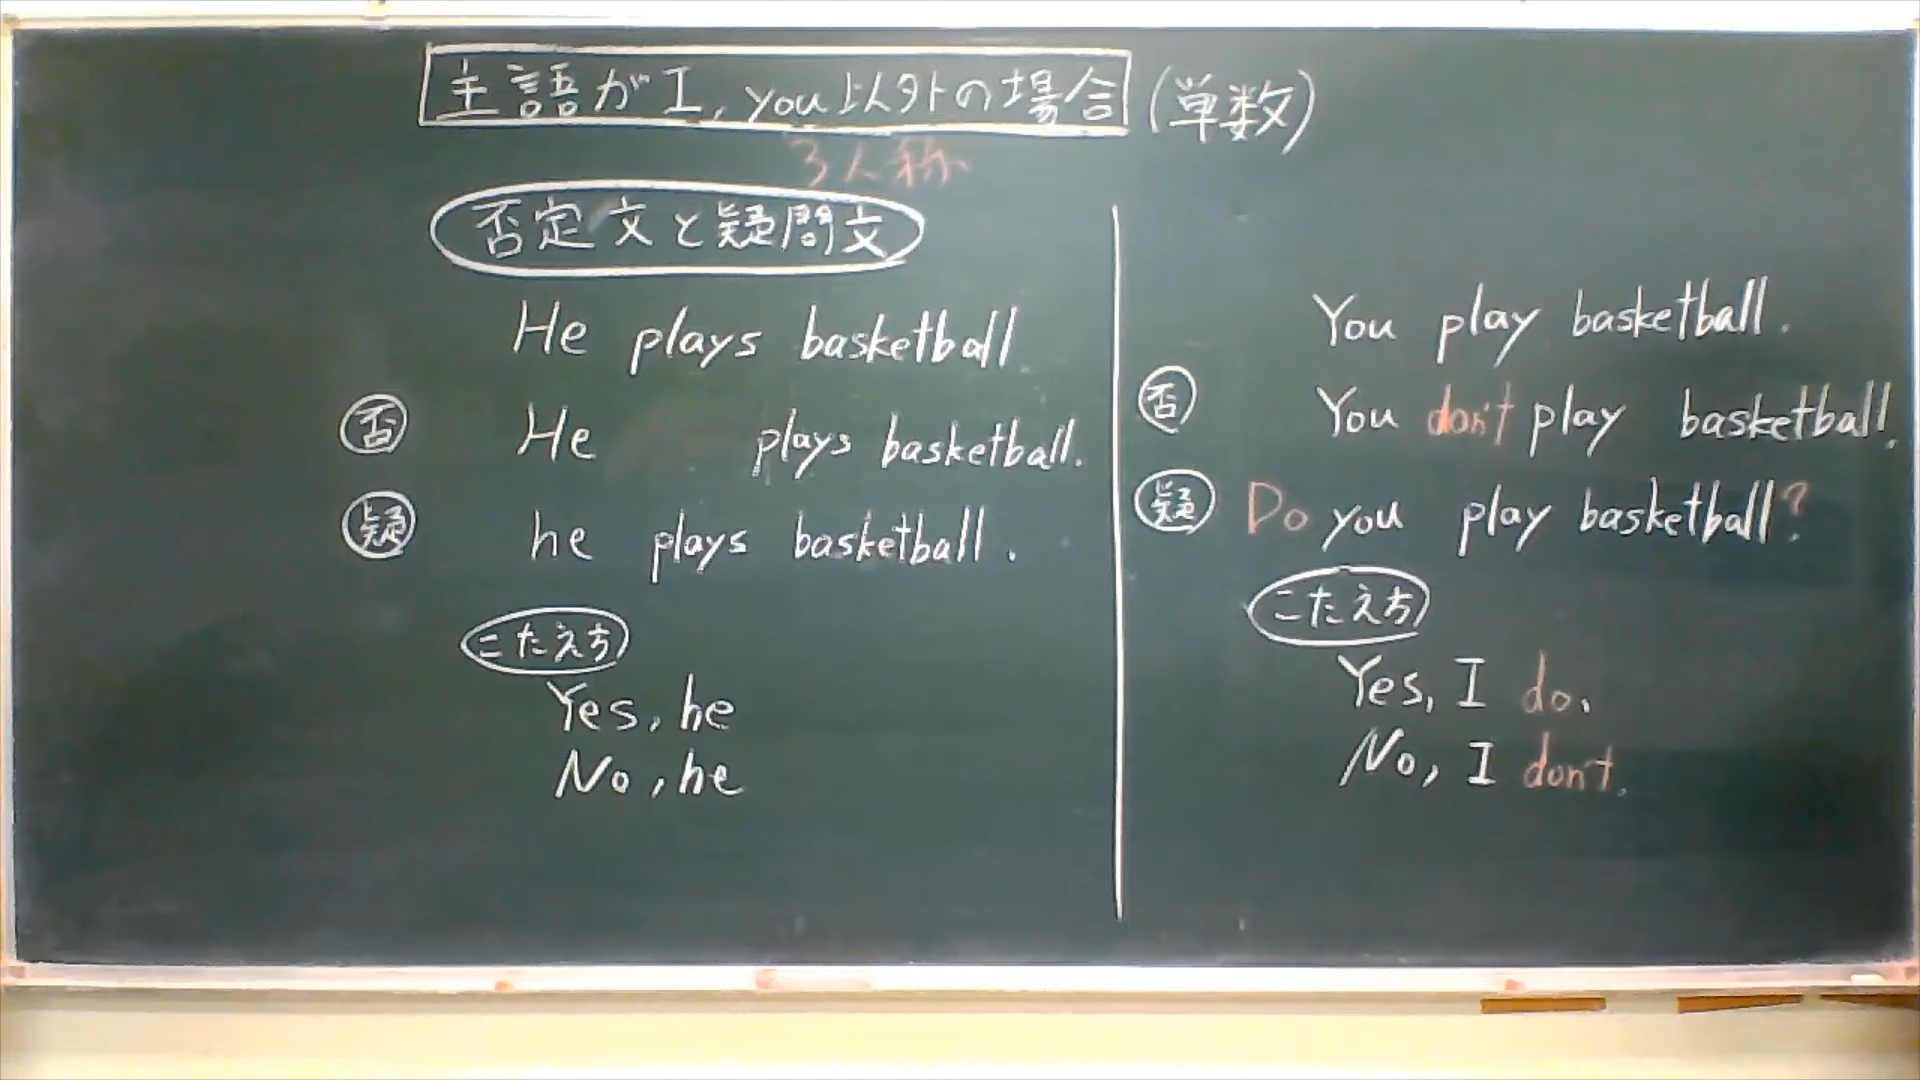 主語がI, you以外の場合(単数)
3人称
否定文と疑問文
He plays basketball
否 He plays basketball.
疑 he plays basketball.
こたえ方
Yes, he
No, he
You play basketball.
否 You don't play basketball.
疑 Do you play basketball?
こたえ方
Yes, I do.
No, I don't.